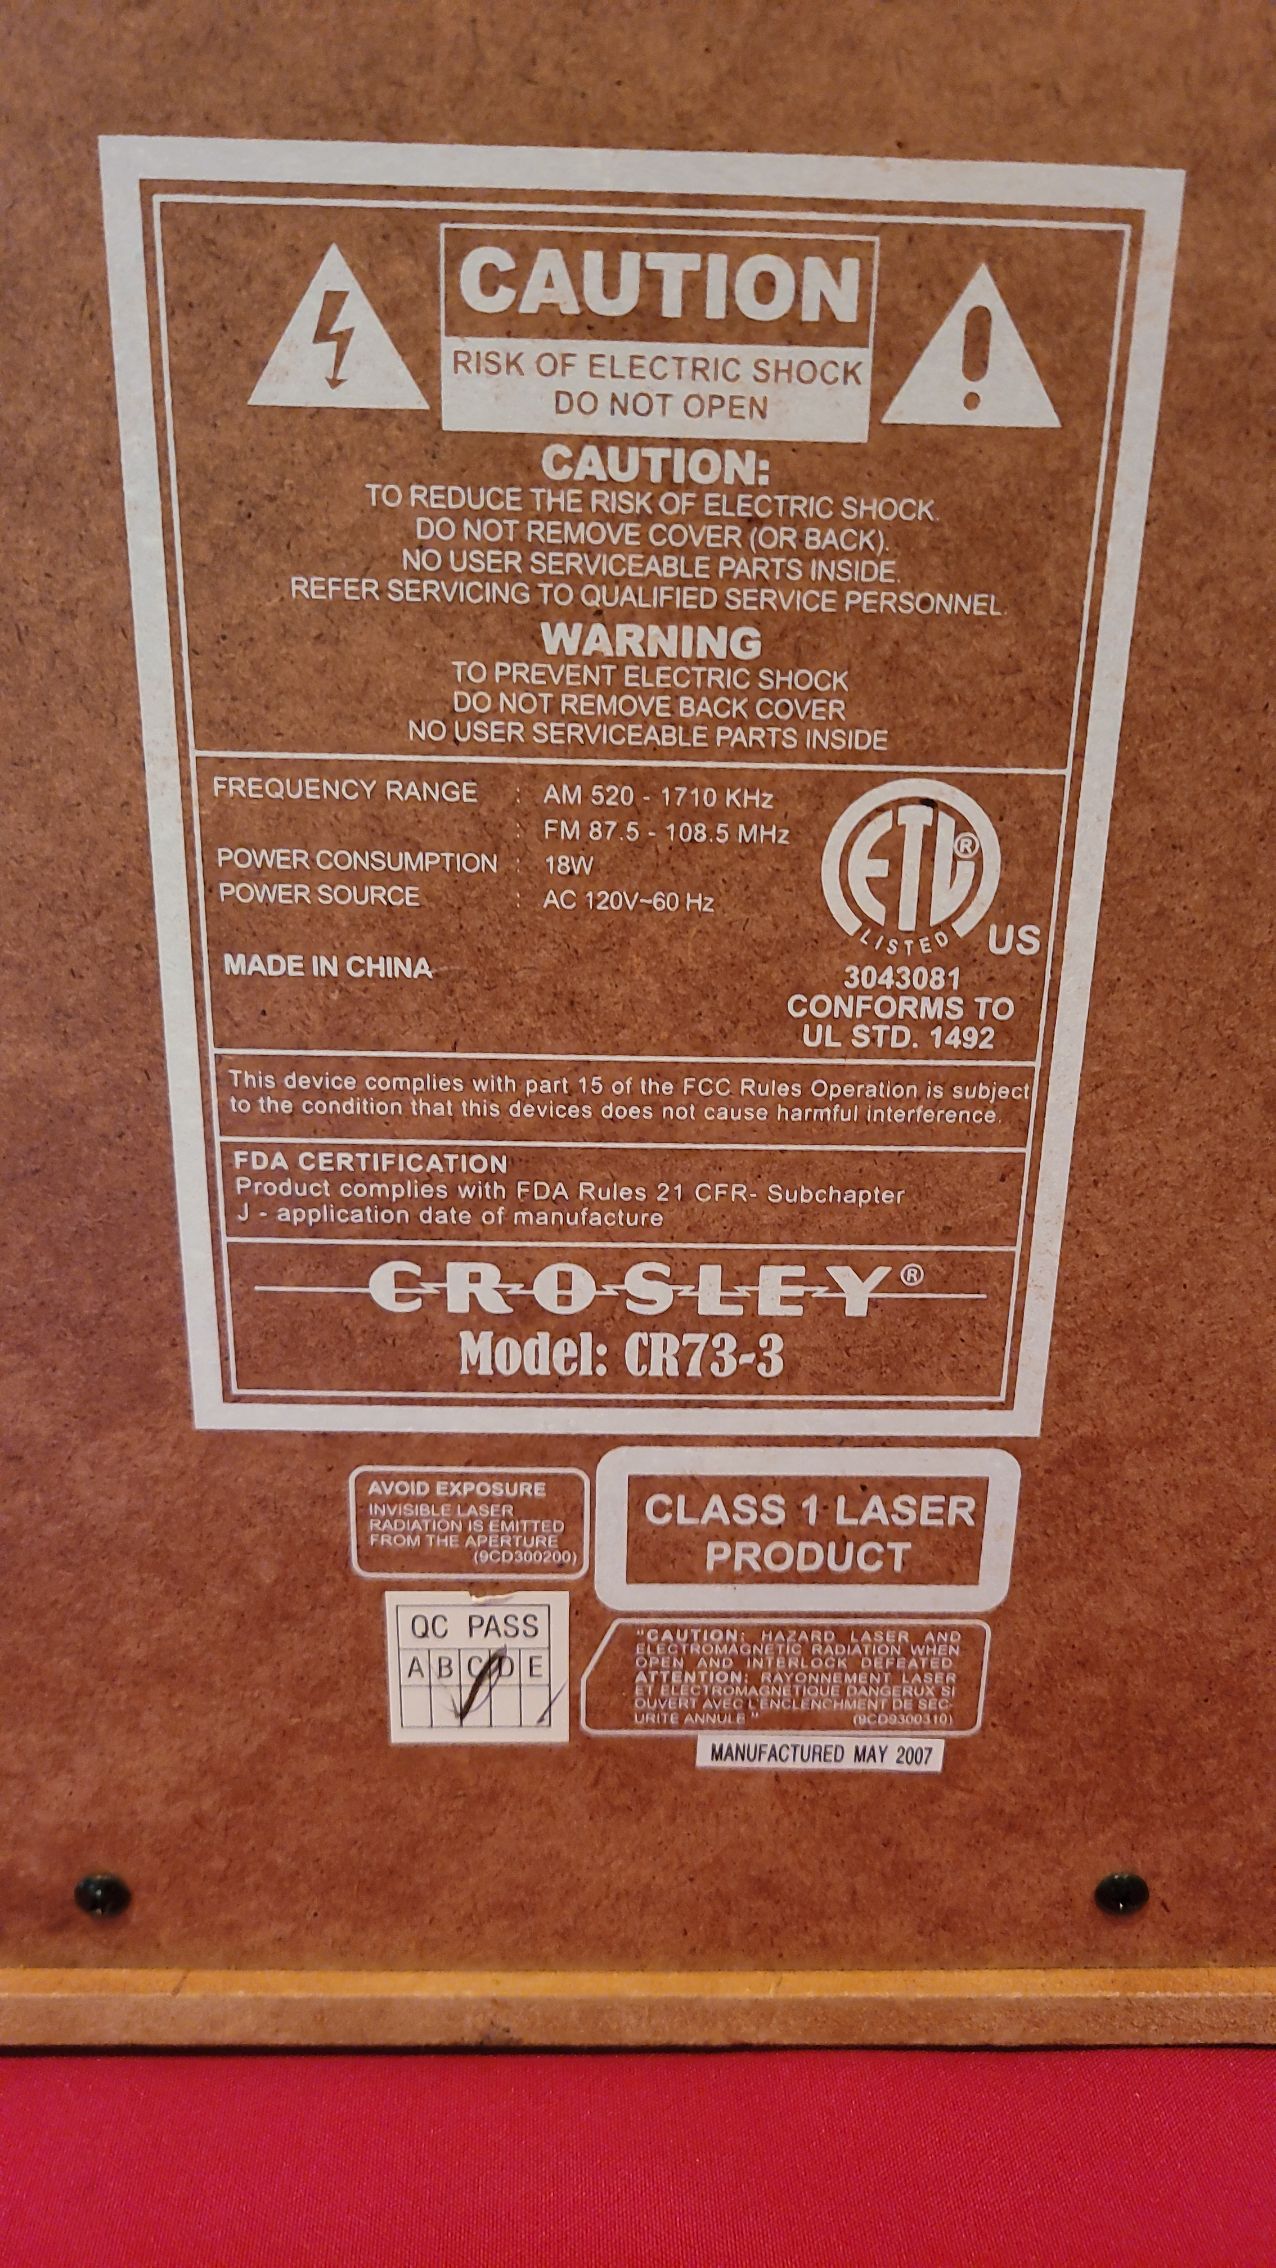 CAUTION
RISK OF ELECTRIC SHOCK
DO NOT OPEN
CAUTION:
TO REDUCE THE RISK OF ELECTRIC SHOCK.
DO NOT REMOVE COVER (OR BACK).
NO USER SERVICEABLE PARTS INSIDE.
REFER SERVICING TO QUALIFIED SERVICE PERSONNEL.
WARNING
TO PREVENT ELECTRIC SHOCK
DO NOT REMOVE BACK COVER
NO USER SERVICEABLE PARTS INSIDE
FREQUENCY RANGE : AM 520 - 1710 KHz
: FM 87.5 - 108.5 MHz
POWER CONSUMPTION : 18W
POWER SOURCE : AC 120V~60 Hz
MADE IN CHINA
ETL®
LISTED
US
3043081
CONFORMS TO
UL STD. 1492
This device complies with part 15 of the FCC Rules Operation is subject
to the condition that this devices does not cause harmful interference.
FDA CERTIFICATION
Product complies with FDA Rules 21 CFR- Subchapter
J - application date of manufacture
CROSLEY®
Model: CR73-3
AVOID EXPOSURE
INVISIBLE LASER
RADIATION IS EMITTED
FROM THE APERTURE
(9CD300200)
CLASS 1 LASER
PRODUCT
QC PASS
A B C D E
"CAUTION: HAZARD LASER AND
ELECTROMAGNETIC RADIATION WHEN
OPEN AND INTERLOCK DEFEATED
ATTENTION: RAYONNEMENT LASER
ET ELECTROMAGNETIQUE DANGERUX SI
OUVERT AVEC L'ENCLENCHMENT DE SEC-
URITE ANNULE" (9CD9300310)
MANUFACTURED MAY 2007